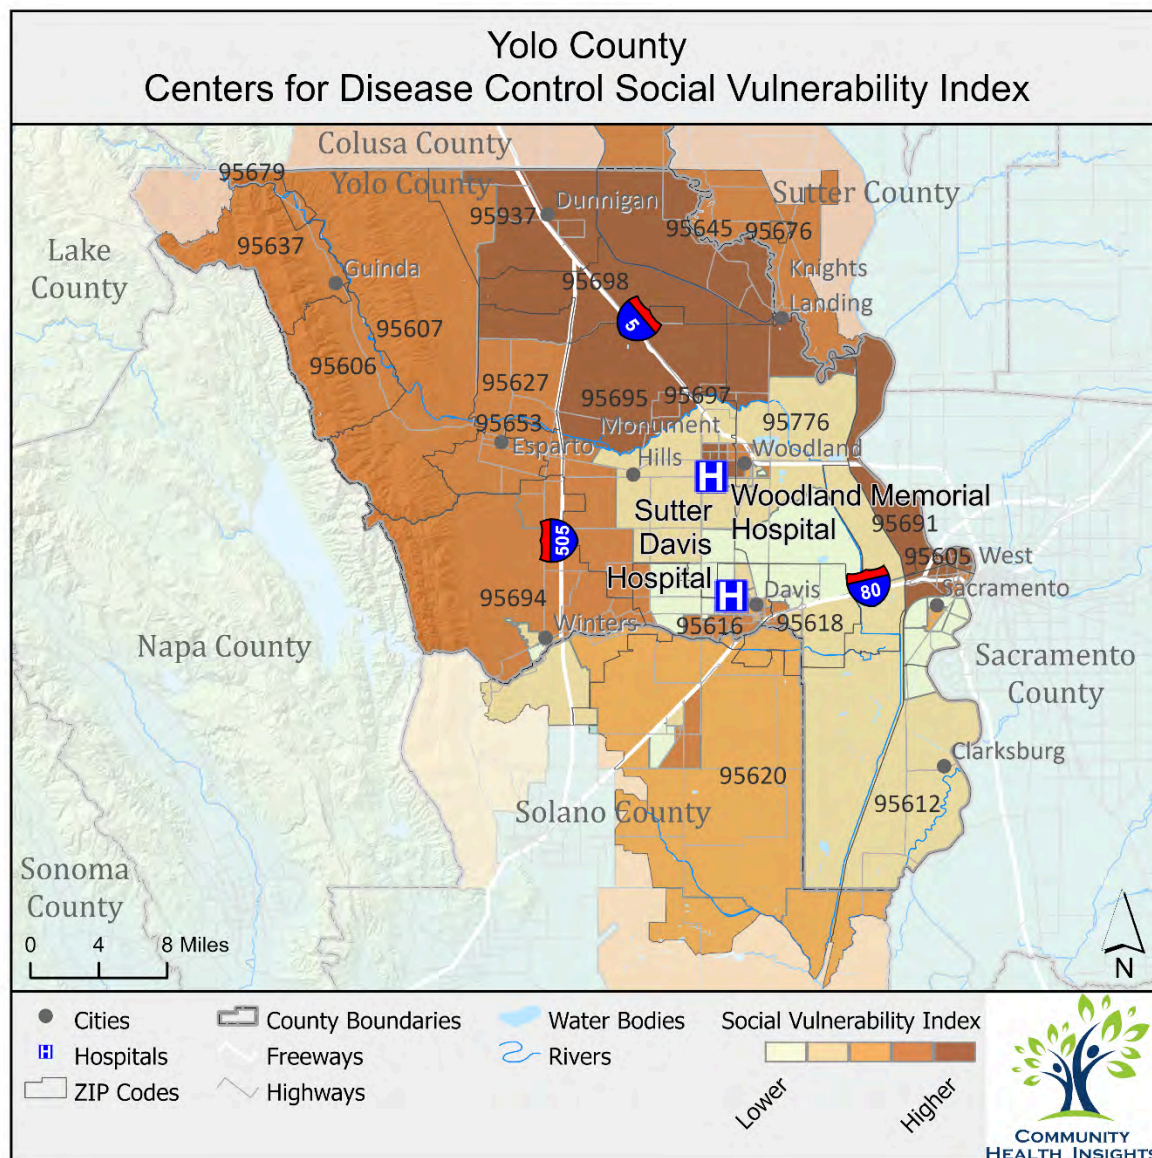 Yolo County
Centers for Disease Control Social Vulnerability Index
Colusa County
95679
Yolo County
Sutter County
95937
Dunnigan
95645
95676
95637
Lake
County
Guinda
Knights
Landing
95698
5
95607
95606
95627
95695
95697
95653
Esparto
Monument
Hills
95776
Woodland
H
Woodland Memorial
Hospital
Sutter
Davis
Hospital
95691
505
95605
West
Sacramento
80
H
Davis
95694
95616
95618
Winters
Napa County
Sacramento
County
Clarksburg
95620
95612
Solano County
Sonoma
County
0 4 8 Miles
N
Cities
Hospitals
ZIP Codes
County Boundaries
Freeways
Highways
Water Bodies
Rivers
Social Vulnerability Index
Lower
Higher
H
COMMUNITY
HEALTH INSIGHTS